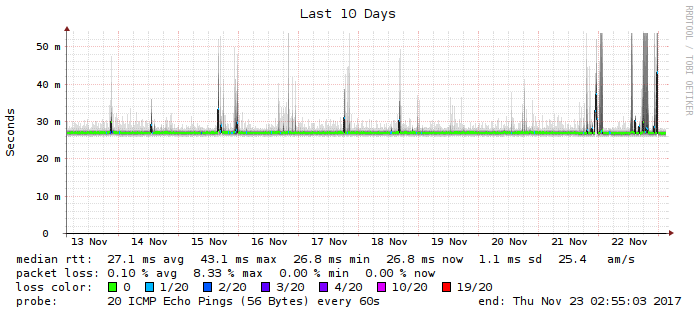 Last 10 Days
RRDTOOL / TOBI OETIKER
Seconds
50 m
40 m
30 m
20 m
10 m
0
13 Nov 14 Nov 15 Nov 16 Nov 17 Nov 18 Nov 19 Nov 20 Nov 21 Nov 22 Nov
median rtt: 27.1 ms avg 43.1 ms max 26.8 ms min 26.8 ms now 1.1 ms sd 25.4 am/s
packet loss: 0.10 % avg 8.33 % max 0.00 % min 0.00 % now
loss color: 0 1/20 2/20 3/20 4/20 10/20 19/20
probe: 20 ICMP Echo Pings (56 Bytes) every 60s end: Thu Nov 23 02:55:03 2017